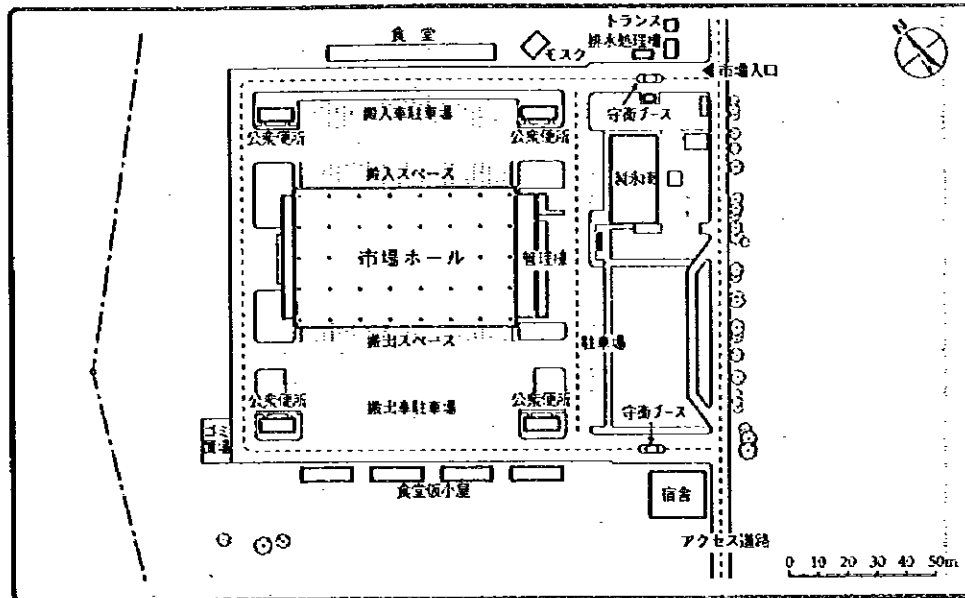 トランス
食堂
排水処理槽
モスク
N
市場入口
搬入車駐車場
守衛ブース
公衆便所
公衆便所
搬入スペース
製氷棟
市場ホール
管理棟
搬出スペース
駐車場
公衆便所
搬出車駐車場
公衆便所
守衛ブース
ゴミ
置場
食堂仮小屋
宿舎
アクセス道路
0 10 20 30 40 50m